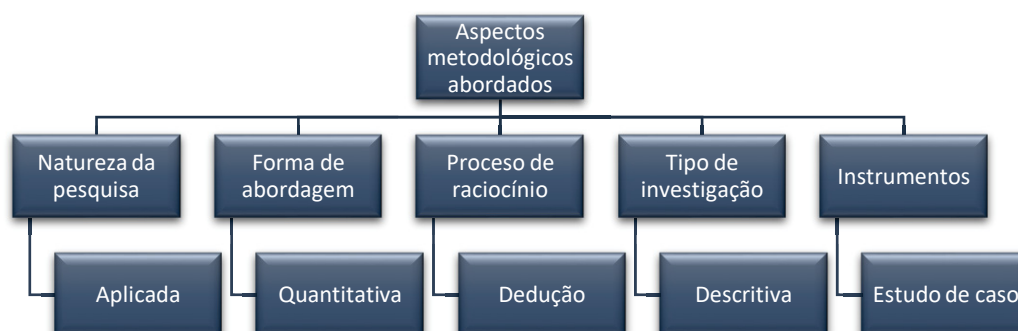 Aspectos
metodológicos
abordados
Natureza da
pesquisa
Forma de
abordagem
Proceso de
raciocínio
Tipo de
investigação
Instrumentos
Aplicada
Quantitativa
Dedução
Descritiva
Estudo de caso